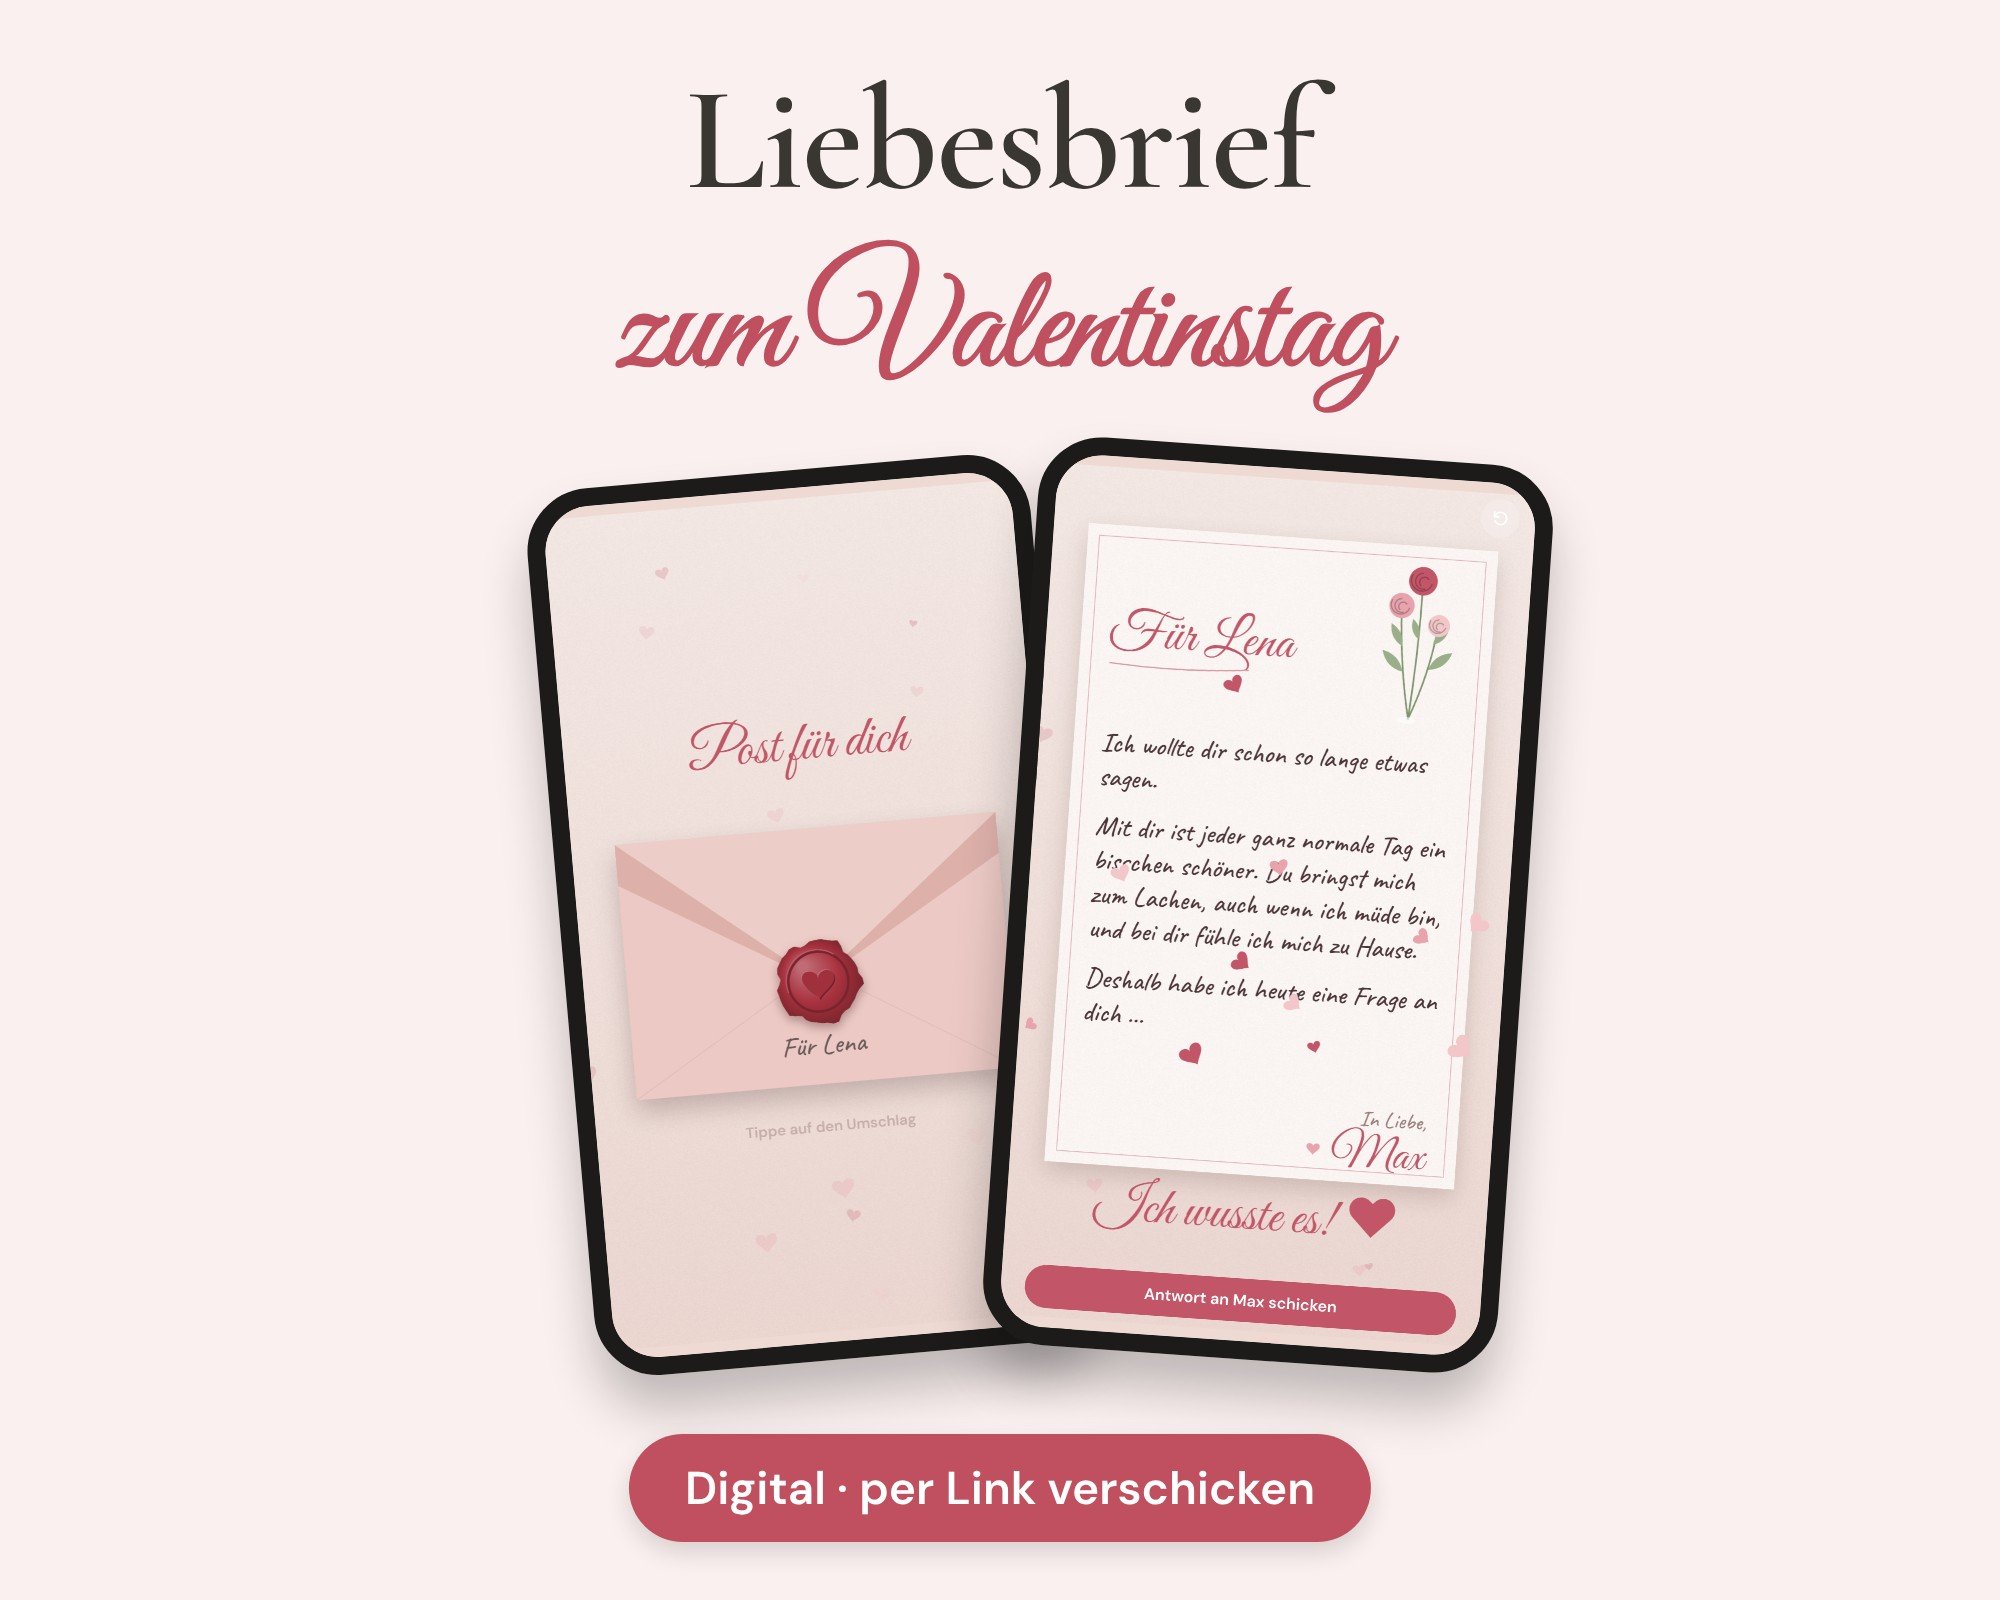 Liebesbrief
zum Valentinstag
Post für dich
Für Lena
Tippe auf den Umschlag
Für Lena
Ich wollte dir schon so lange etwas
sagen.
Mit dir ist jeder ganz normale Tag ein
bisschen schöner. Du bringst mich
zum Lachen, auch wenn ich müde bin,
und bei dir fühle ich mich zu Hause.
Deshalb habe ich heute eine Frage an
dich ...
In Liebe,
Max
Ich wusste es!
Antwort an Max schicken
Digital · per Link verschicken